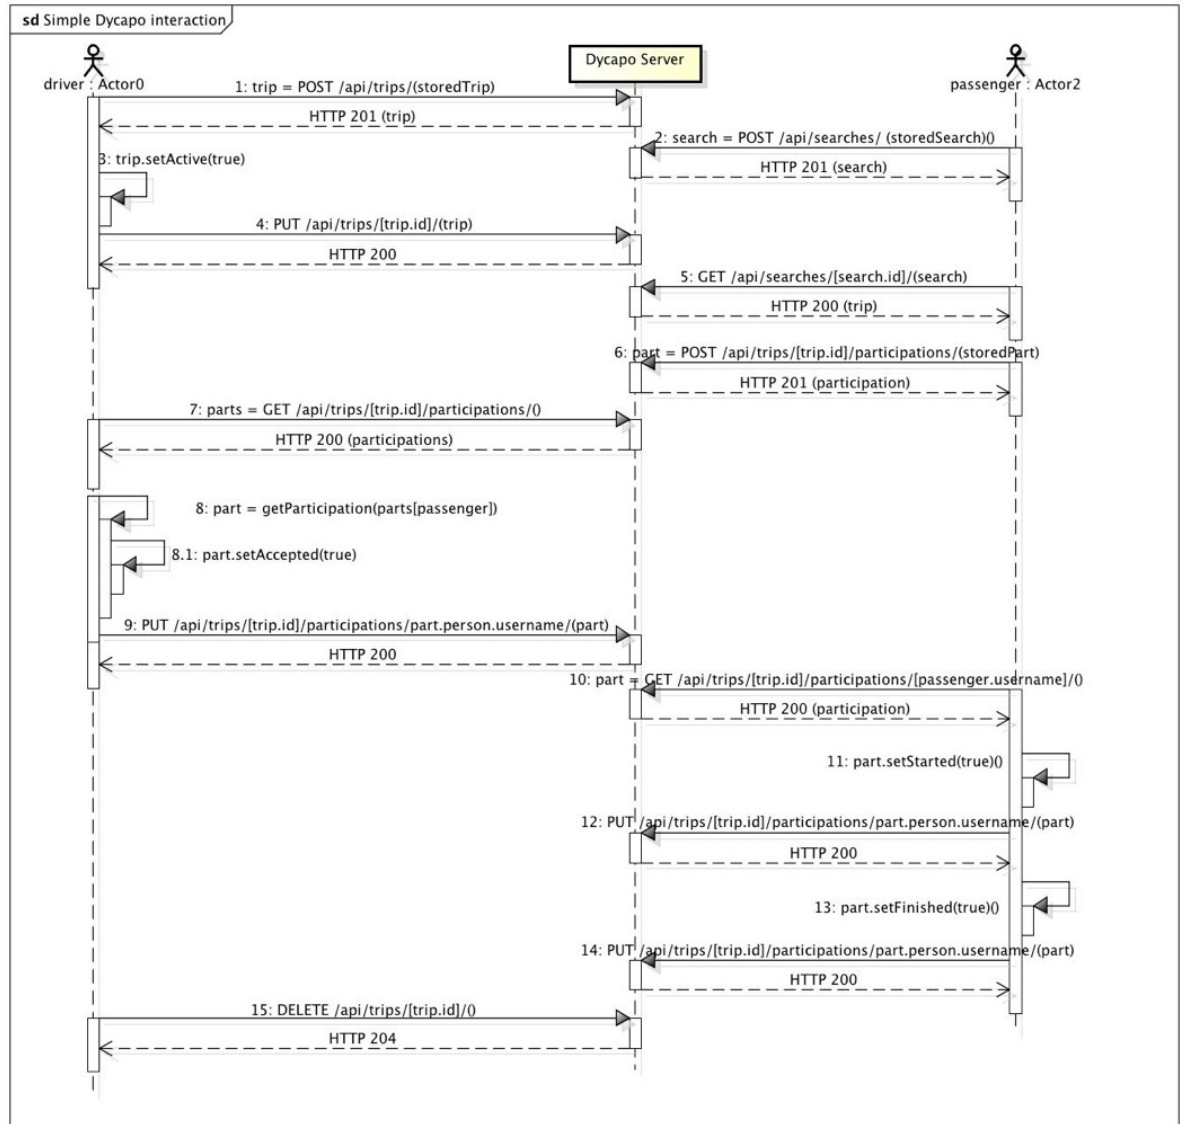 sd Simple Dycapo interaction
driver : Actor0
Dycapo Server
passenger : Actor2
1: trip = POST /api/trips/(storedTrip)
HTTP 201 (trip)
2: search = POST /api/searches/ (storedSearch)()
3: trip.setActive(true)
HTTP 201 (search)
4: PUT /api/trips/[trip.id]/(trip)
HTTP 200
5: GET /api/searches/[search.id]/(search)
HTTP 200 (trip)
6: part = POST /api/trips/[trip.id]/participations/(storedPart)
HTTP 201 (participation)
7: parts = GET /api/trips/[trip.id]/participations/()
HTTP 200 (participations)
8: part = getParticipation(parts[passenger])
8.1: part.setAccepted(true)
9: PUT /api/trips/[trip.id]/participations/part.person.username/(part)
HTTP 200
10: part = GET /api/trips/[trip.id]/participations/[passenger.username]/()
HTTP 200 (participation)
11: part.setStarted(true)()
12: PUT /api/trips/[trip.id]/participations/part.person.username/(part)
HTTP 200
13: part.setFinished(true)()
14: PUT /api/trips/[trip.id]/participations/part.person.username/(part)
HTTP 200
15: DELETE /api/trips/[trip.id]/()
HTTP 204